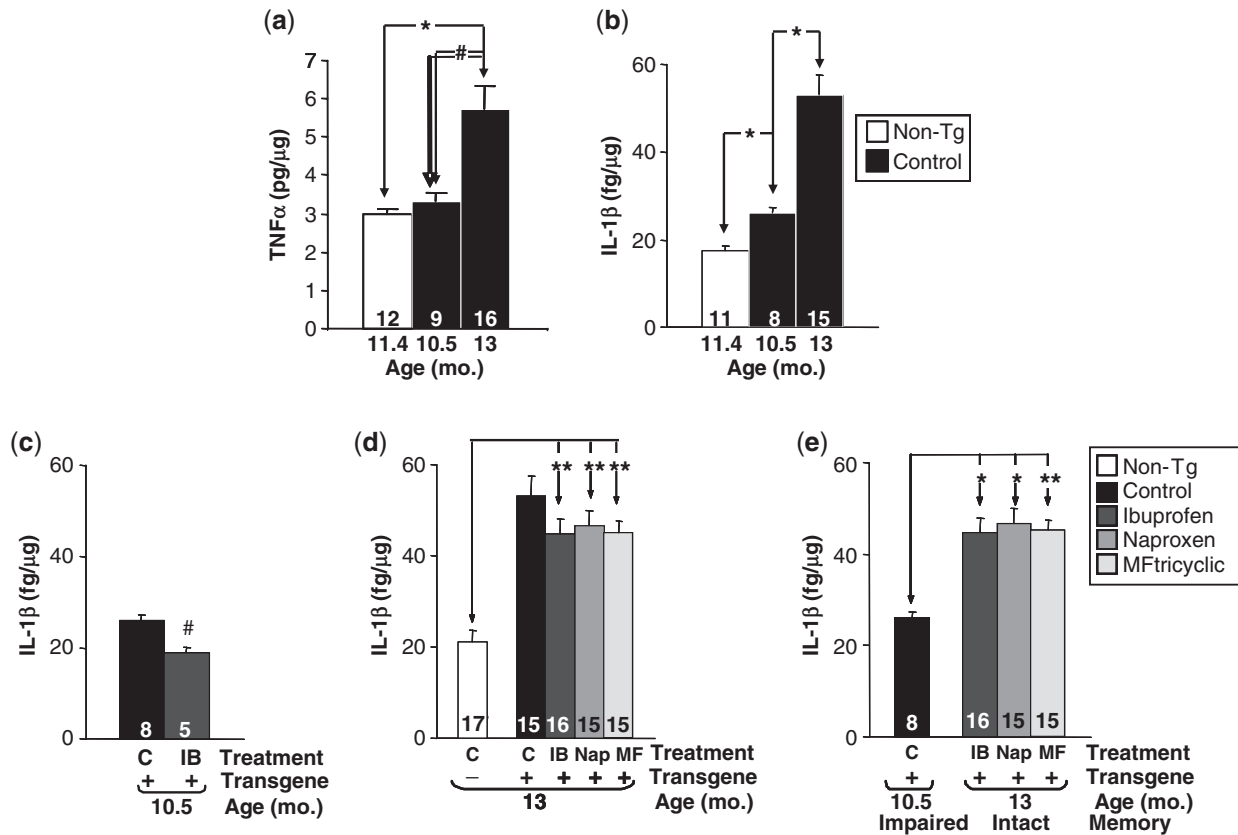 (a)
*
#
TNFα (pg/μg)
7
6
5
4
3
2
1
0
12
9
16
11.4 10.5 13
Age (mo.)
(b)
*
*
IL-1β (fg/μg)
60
40
20
0
11
8
15
11.4 10.5 13
Age (mo.)
Non-Tg
Control
(c)
IL-1β (fg/μg)
60
40
20
0
#
8
5
C IB Treatment
+ + Transgene
10.5 Age (mo.)
(d)
IL-1β (fg/μg)
60
40
20
0
** ** **
17
15
16
15
15
C C IB Nap MF Treatment
− + + + + Transgene
13 Age (mo.)
(e)
IL-1β (fg/μg)
60
40
20
0
* * **
8
16
15
15
C IB Nap MF Treatment
+ + + + Transgene
10.5 13 Age (mo.)
Impaired Intact Memory
Non-Tg
Control
Ibuprofen
Naproxen
MFtricyclic